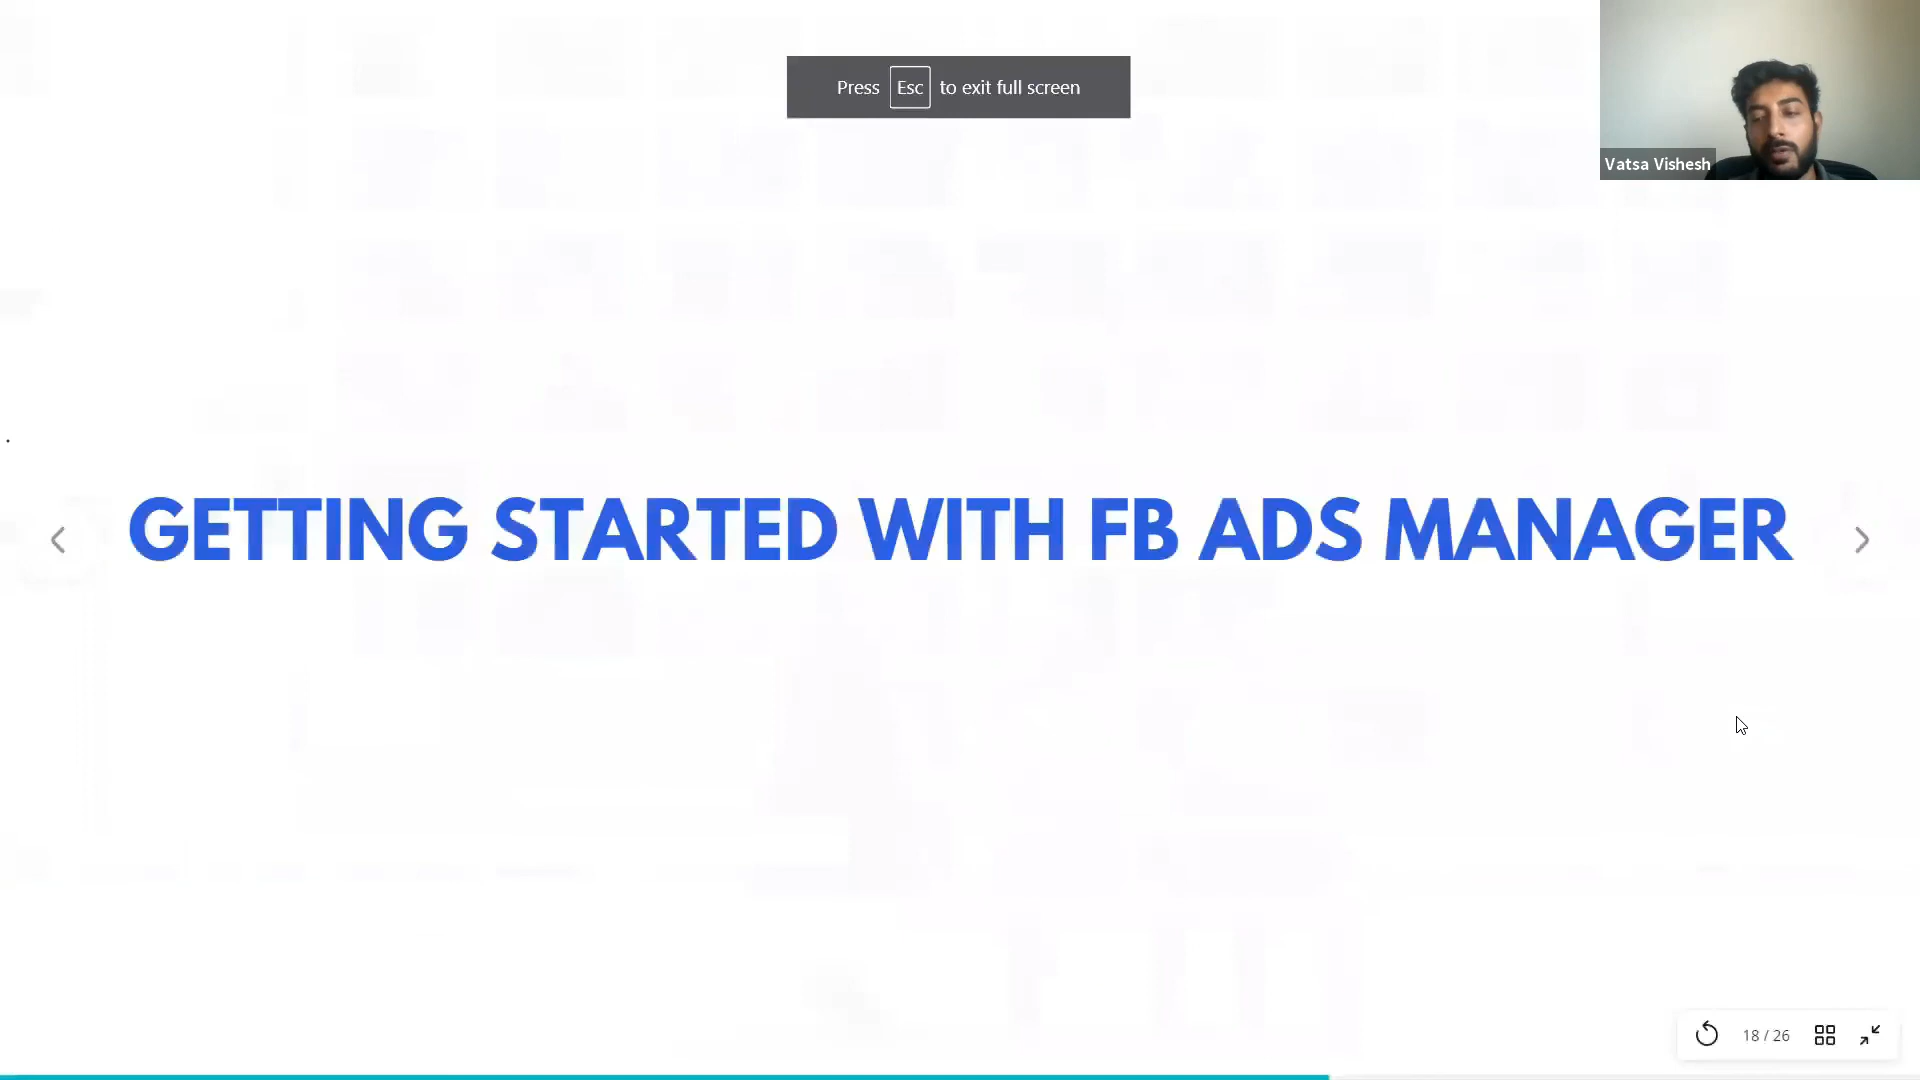 Press Esc to exit full screen
Vatsa Vishesh
GETTING STARTED WITH FB ADS MANAGER
18 / 26